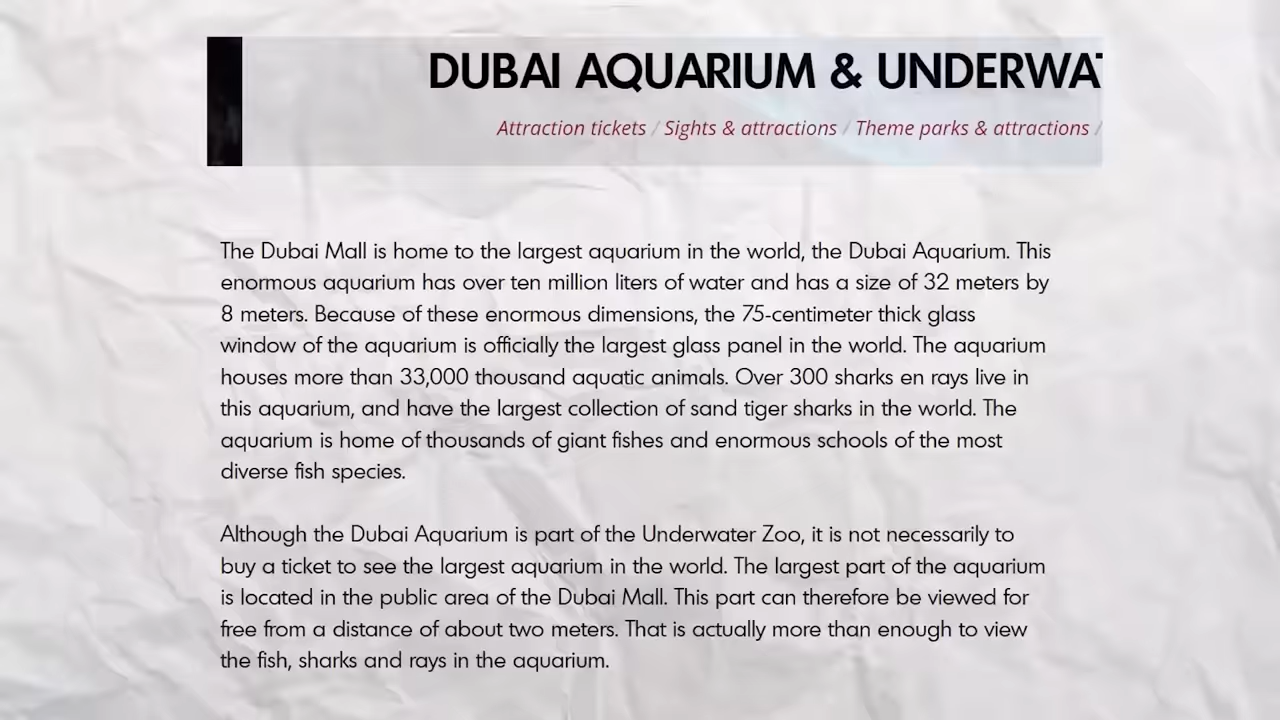 DUBAI AQUARIUM & UNDERWAT
Attraction tickets / Sights & attractions / Theme parks & attractions /
The Dubai Mall is home to the largest aquarium in the world, the Dubai Aquarium. This
enormous aquarium has over ten million liters of water and has a size of 32 meters by
8 meters. Because of these enormous dimensions, the 75-centimeter thick glass
window of the aquarium is officially the largest glass panel in the world. The aquarium
houses more than 33,000 thousand aquatic animals. Over 300 sharks en rays live in
this aquarium, and have the largest collection of sand tiger sharks in the world. The
aquarium is home of thousands of giant fishes and enormous schools of the most
diverse fish species.
Although the Dubai Aquarium is part of the Underwater Zoo, it is not necessarily to
buy a ticket to see the largest aquarium in the world. The largest part of the aquarium
is located in the public area of the Dubai Mall. This part can therefore be viewed for
free from a distance of about two meters. That is actually more than enough to view
the fish, sharks and rays in the aquarium.